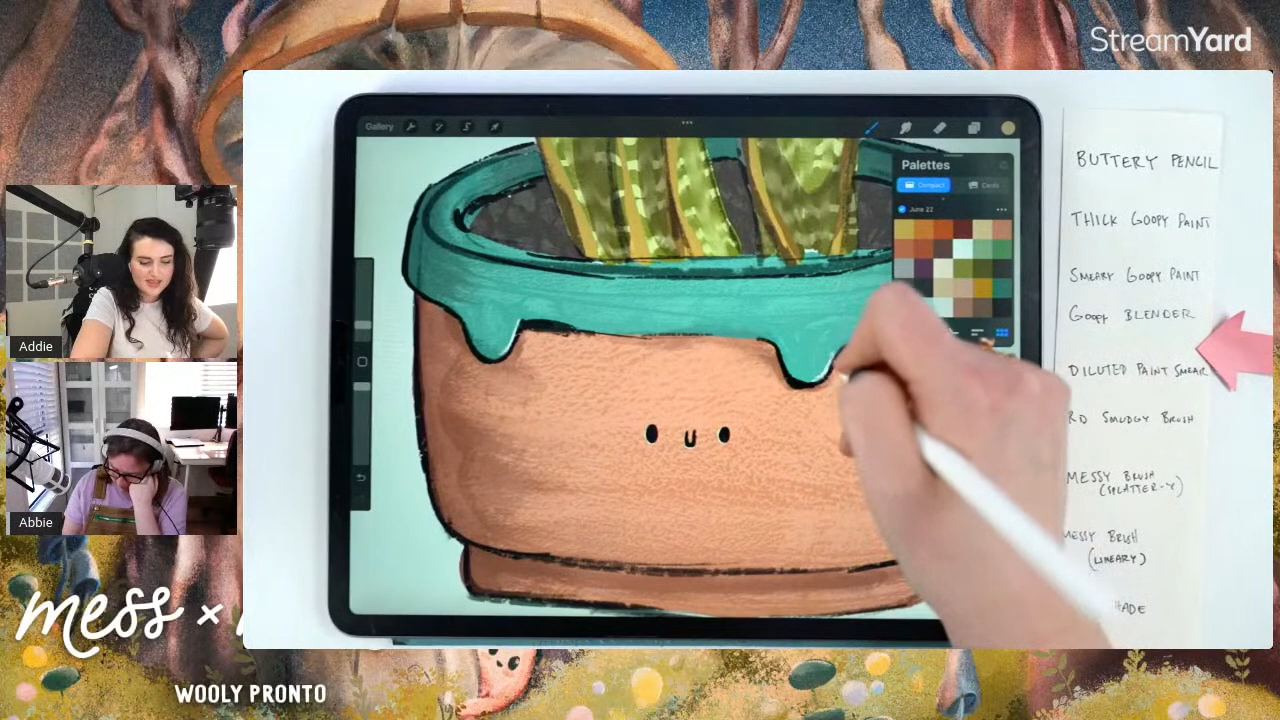 StreamYard
Gallery
Palettes
Compact
Cards
June 22
BUTTERY PENCIL
THICK GOOPY PAINT
SMEARY GOOPY PAINT
GOOPY BLENDER
DILUTED PAINT SMEAR
SMUDGY BRUSH
MESSY BRUSH
(SPLATTER-Y)
MESSY BRUSH
(LINEARY)
Addie
Abbie
mess ×
WOOLY PRONTO